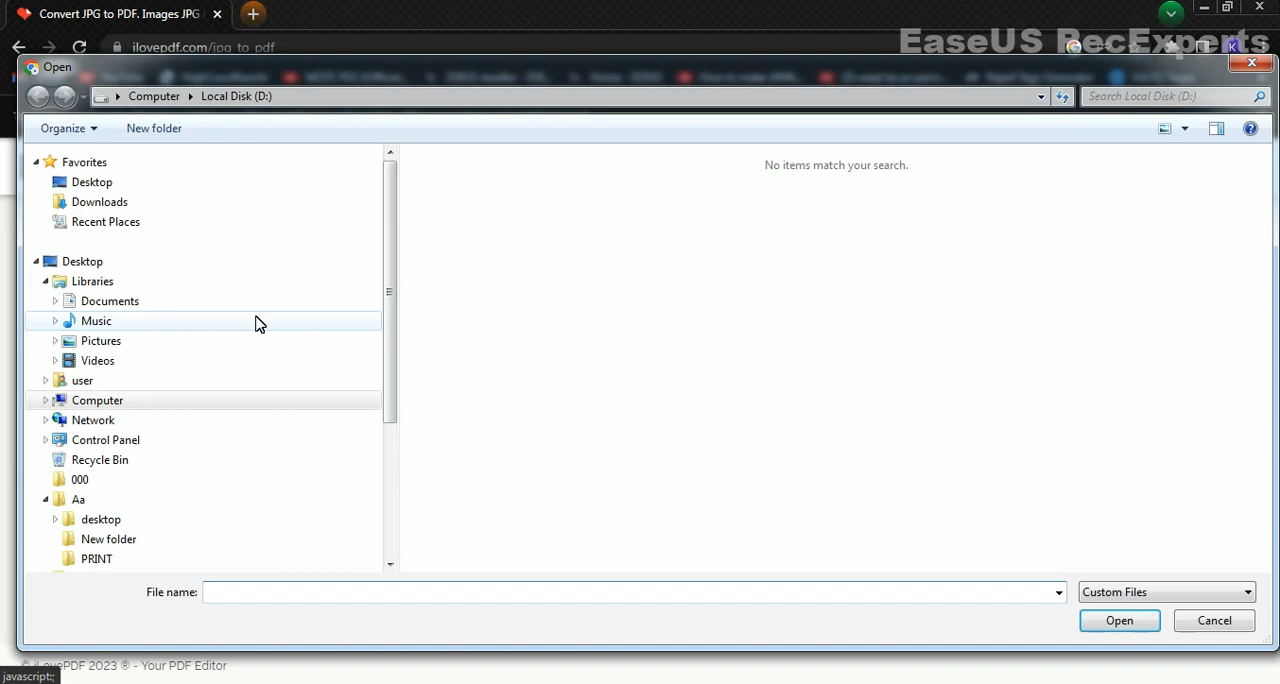 Convert JPG to PDF. Images JPG
ilovepdf.com/jpg_to_pdf
EaseUS RecExperts
Open
Computer Local Disk (D:)
Search Local Disk (D:)
Organize New folder
Favorites
No items match your search.
Desktop
Downloads
Recent Places
Desktop
Libraries
Documents
Music
Pictures
Videos
user
Computer
Network
Control Panel
Recycle Bin
000
Aa
desktop
New folder
PRINT
File name:
Custom Files
Open Cancel
© iLovePDF 2023 ® - Your PDF Editor
javascript:;